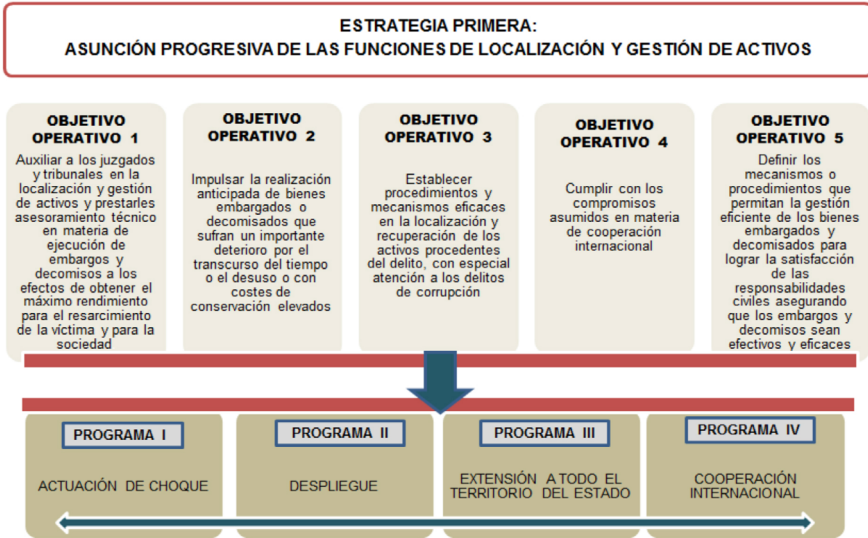 ESTRATEGIA PRIMERA:
ASUNCIÓN PROGRESIVA DE LAS FUNCIONES DE LOCALIZACIÓN Y GESTIÓN DE ACTIVOS
OBJETIVO
OPERATIVO 1
Auxiliar a los juzgados
y tribunales en la
localización y gestión
de activos y prestarles
asesoramiento técnico
en materia de
ejecución de
embargos y
decomisos a los
efectos de obtener el
máximo rendimiento
para el resarcimiento
de la víctima y para la
sociedad
OBJETIVO
OPERATIVO 2
Impulsar la realización
anticipada de bienes
embargados o
decomisados que
sufran un importante
deterioro por el
transcurso del tiempo
o el desuso o con
costes de
conservación elevados
OBJETIVO
OPERATIVO 3
Establecer
procedimientos y
mecanismos eficaces
en la localización y
recuperación de los
activos procedentes
del delito, con especial
atención a los delitos
de corrupción
OBJETIVO
OPERATIVO 4
Cumplir con los
compromisos
asumidos en materia
de cooperación
internacional
OBJETIVO
OPERATIVO 5
Definir los
mecanismos o
procedimientos que
permitan la gestión
eficiente de los bienes
embargados y
decomisados para
lograr la satisfacción
de las
responsabilidades
civiles asegurando
que los embargos y
decomisos sean
efectivos y eficaces
PROGRAMA I
ACTUACIÓN DE CHOQUE
PROGRAMA II
DESPLIEGUE
PROGRAMA III
EXTENSIÓN A TODO EL
TERRITORIO DEL ESTADO
PROGRAMA IV
COOPERACIÓN
INTERNACIONAL